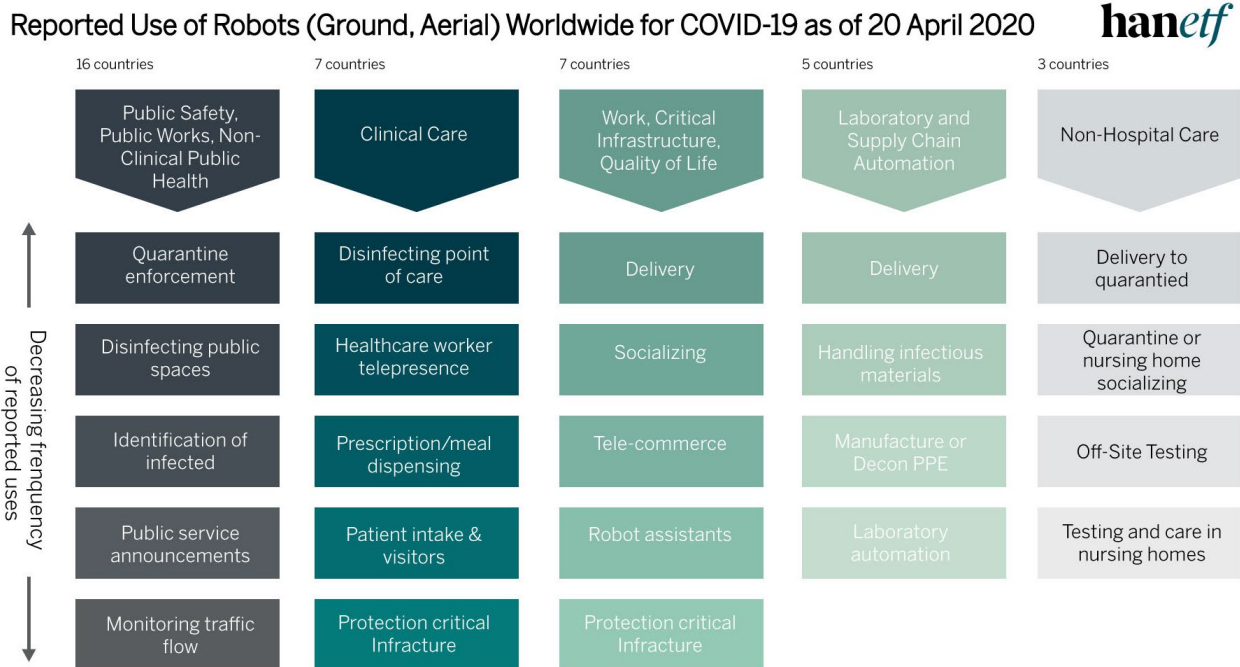 Reported Use of Robots (Ground, Aerial) Worldwide for COVID-19 as of 20 April 2020
hanetf
16 countries
7 countries
7 countries
5 countries
3 countries
Public Safety,
Public Works, Non-
Clinical Public
Health
Clinical Care
Work, Critical
Infrastructure,
Quality of Life
Laboratory and
Supply Chain
Automation
Non-Hospital Care
Quarantine
enforcement
Disinfecting point
of care
Delivery
Delivery
Delivery to
quarantied
Disinfecting public
spaces
Healthcare worker
telepresence
Socializing
Handling infectious
materials
Quarantine or
nursing home
socializing
Identification of
infected
Prescription/meal
dispensing
Tele-commerce
Manufacture or
Decon PPE
Off-Site Testing
Public service
announcements
Patient intake &
visitors
Robot assistants
Laboratory
automation
Testing and care in
nursing homes
Monitoring traffic
flow
Protection critical
Infracture
Protection critical
Infracture
Decreasing frenquency
of reported uses